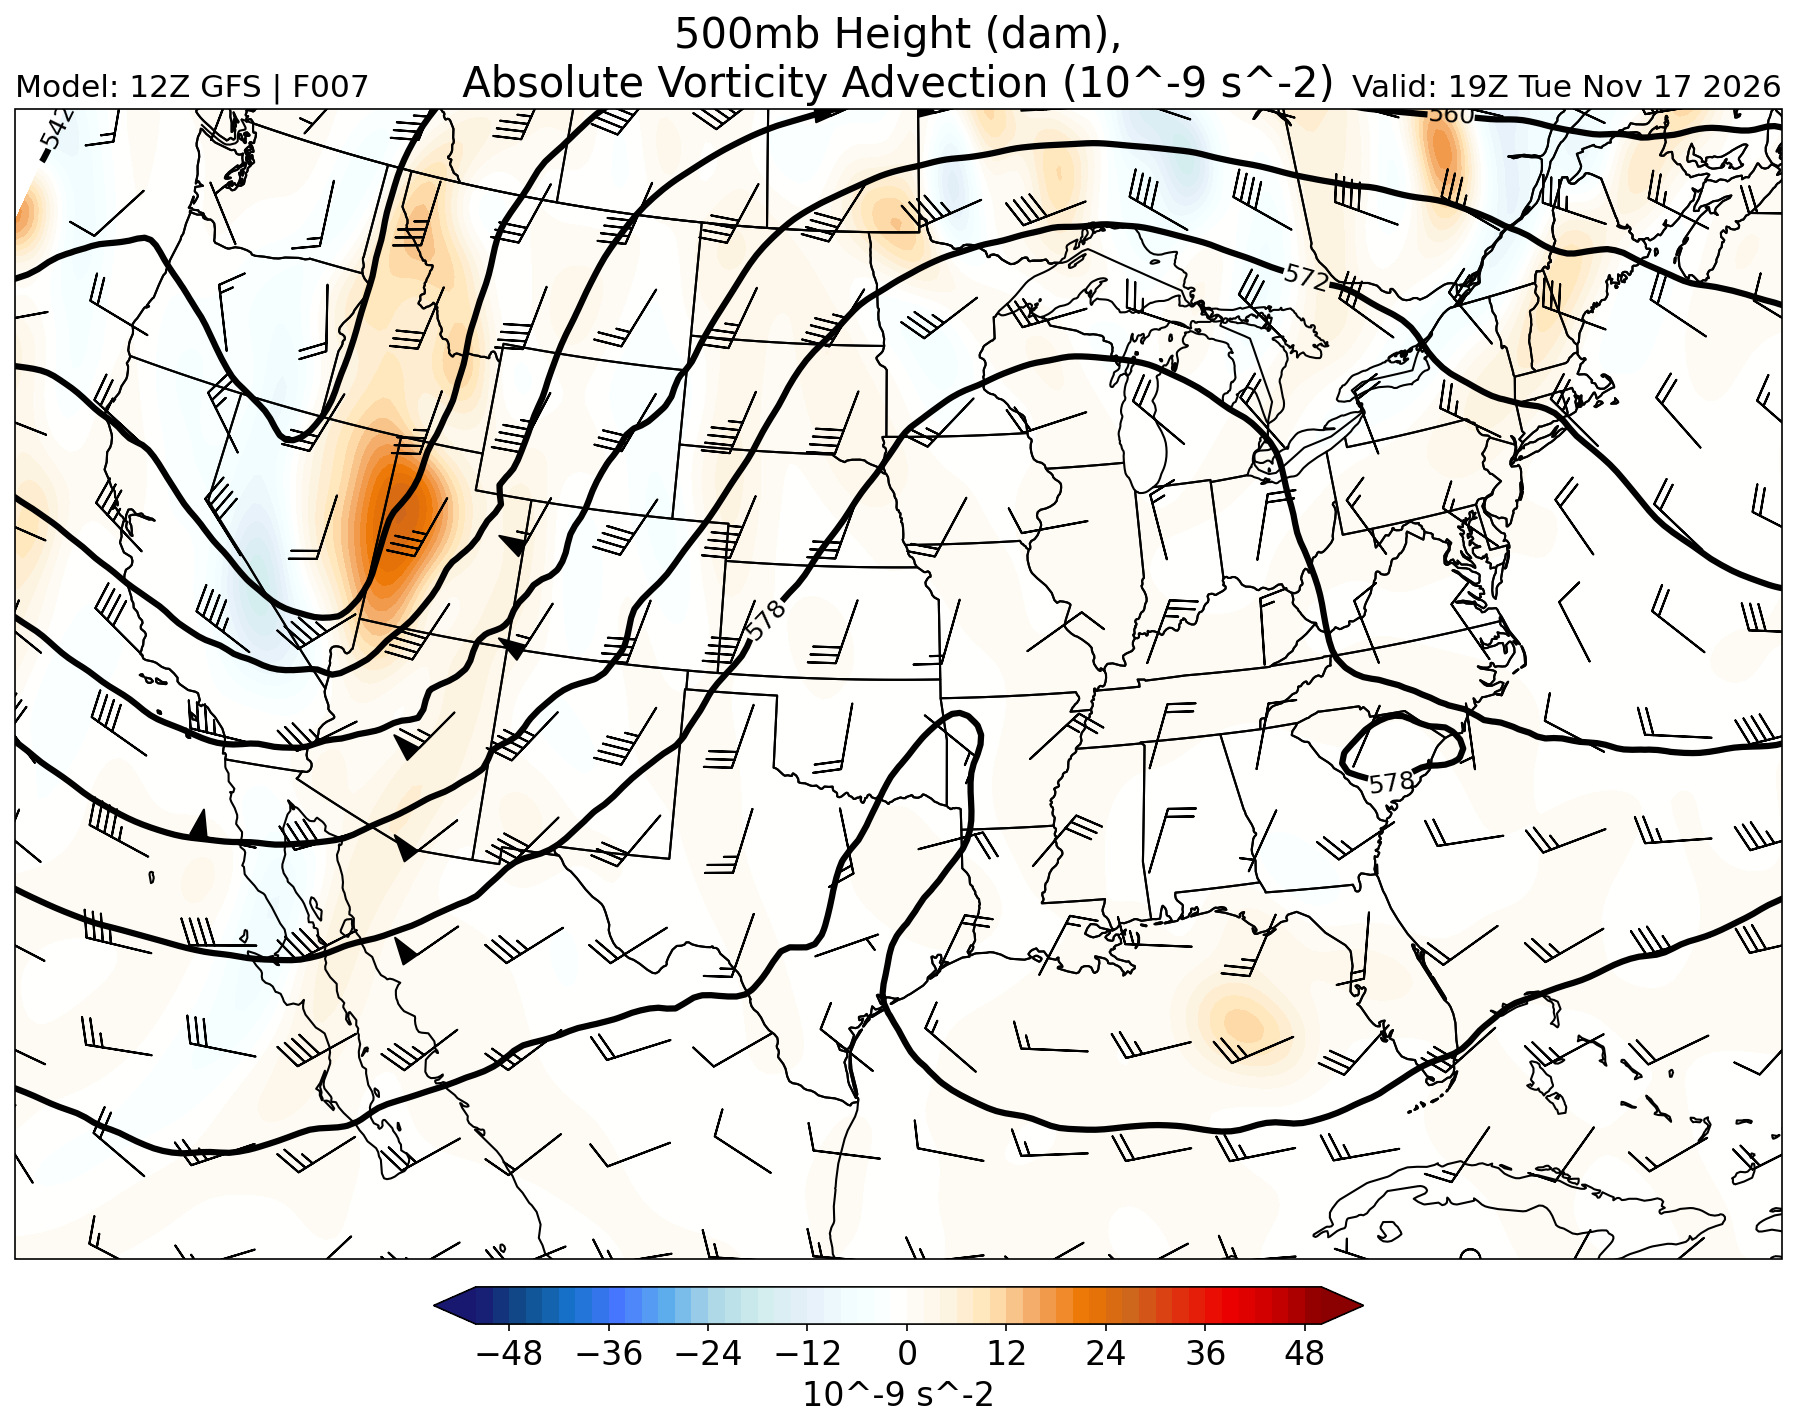 500mb Height (dam),
Model: 12Z GFS | F007
Absolute Vorticity Advection (10^-9 s^-2)
Valid: 19Z Tue Nov 17 2026
542
560
572
578
578
−48 −36 −24 −12 0 12 24 36 48
10^-9 s^-2